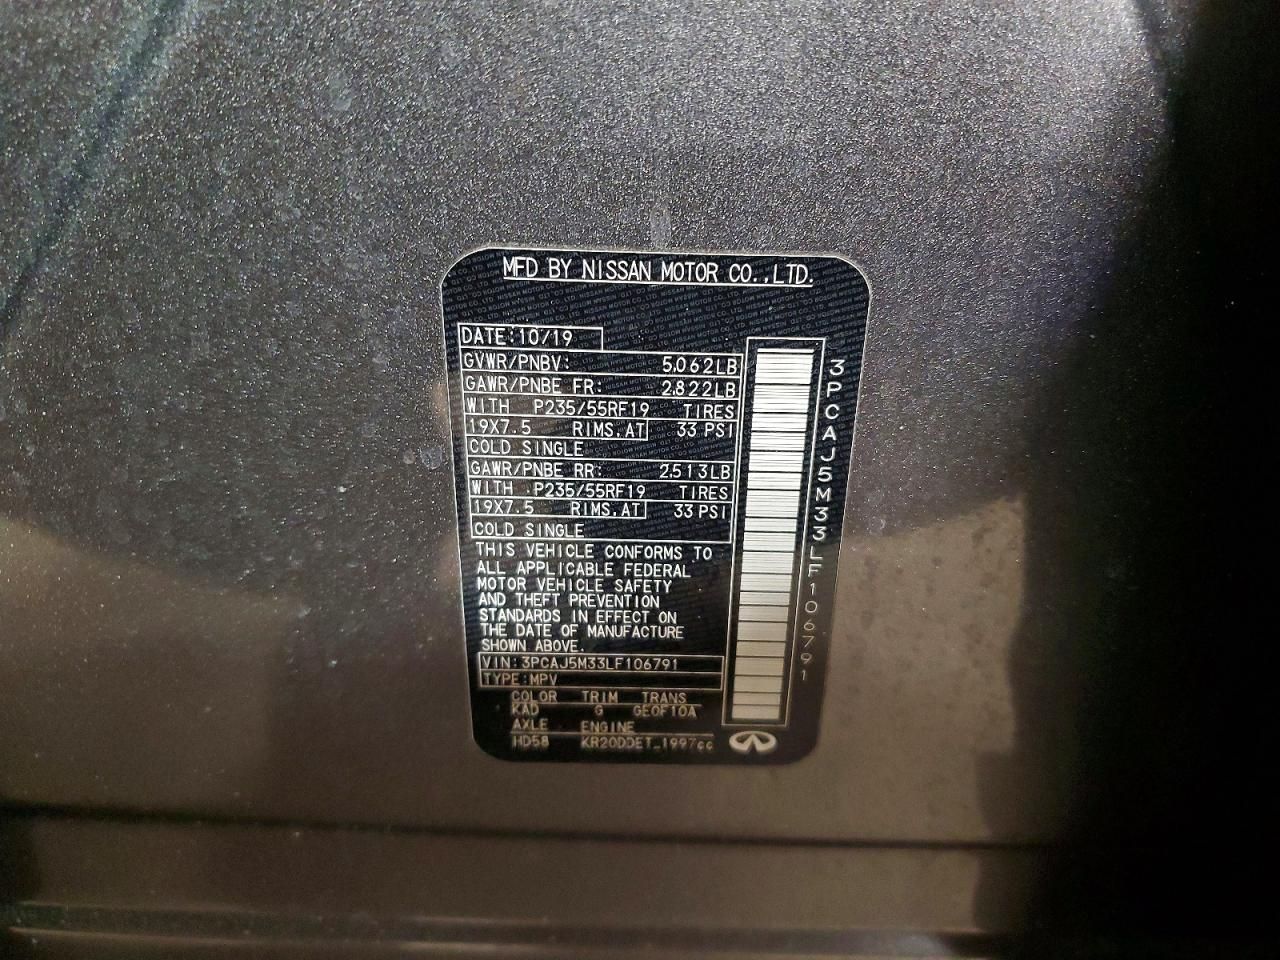 MFD BY NISSAN MOTOR CO.,LTD.
DATE:10/19
GVWR/PNBV: 5,062LB
GAWR/PNBE FR: 2,822LB
WITH P235/55RF19 TIRES
19X7.5 RIMS,AT 33 PSI
COLD SINGLE
GAWR/PNBE RR: 2,513LB
WITH P235/55RF19 TIRES
19X7.5 RIMS,AT 33 PSI
COLD SINGLE
THIS VEHICLE CONFORMS TO
ALL APPLICABLE FEDERAL
MOTOR VEHICLE SAFETY
AND THEFT PREVENTION
STANDARDS IN EFFECT ON
THE DATE OF MANUFACTURE
SHOWN ABOVE.
VIN:3PCAJ5M33LF106791
TYPE:MPV
COLOR TRIM TRANS
KAD G GE0F10A
AXLE ENGINE
HD58 KR20DDET_1997cc
3PCAJ5M33LF106791